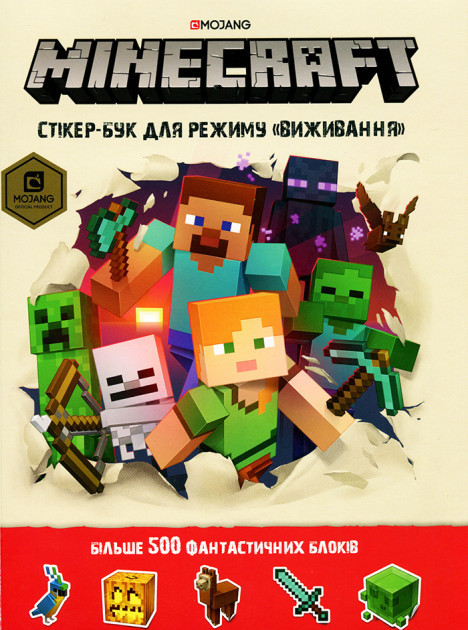 MOJANG
MINECRAFT
СТІКЕР-БУК ДЛЯ РЕЖИМУ «ВИЖИВАННЯ»
MOJANG
OFFICIAL PRODUCT
БІЛЬШЕ 500 ФАНТАСТИЧНИХ БЛОКІВ